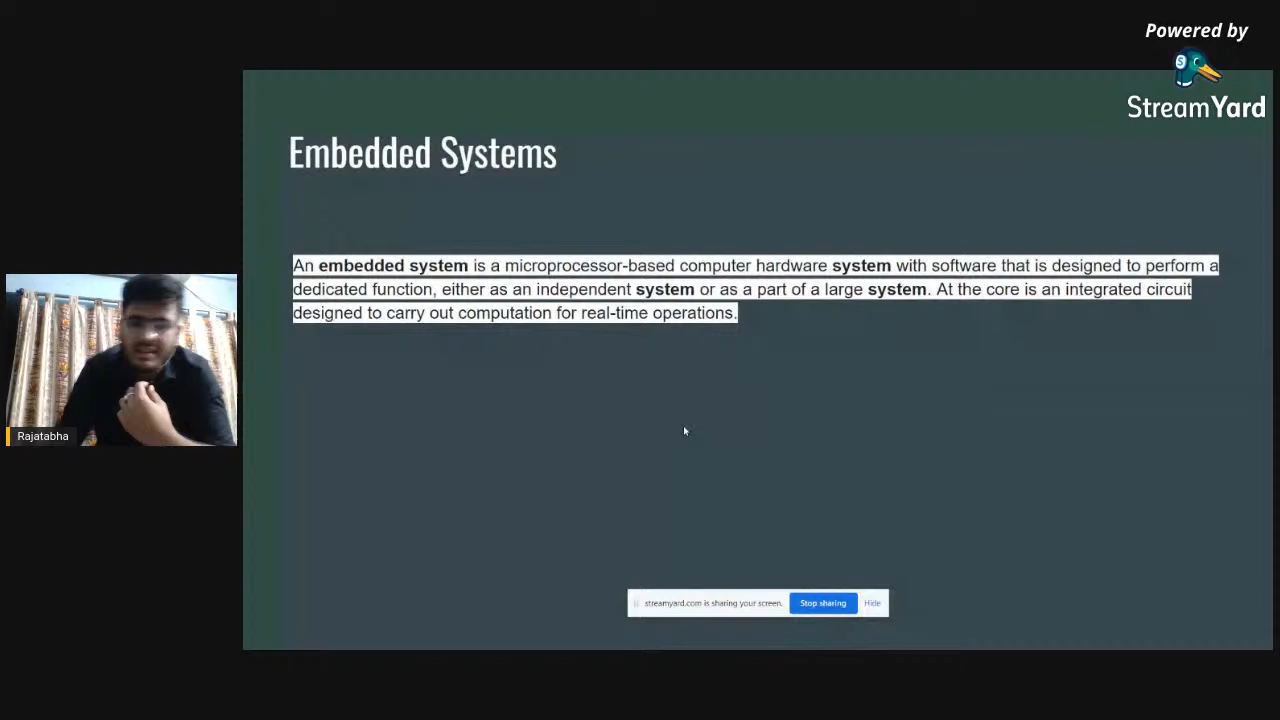 Powered by
StreamYard
Embedded Systems
An embedded system is a microprocessor-based computer hardware system with software that is designed to perform a
dedicated function, either as an independent system or as a part of a large system. At the core is an integrated circuit
designed to carry out computation for real-time operations.
Rajatabha
streamyard.com is sharing your screen.
Stop sharing
Hide